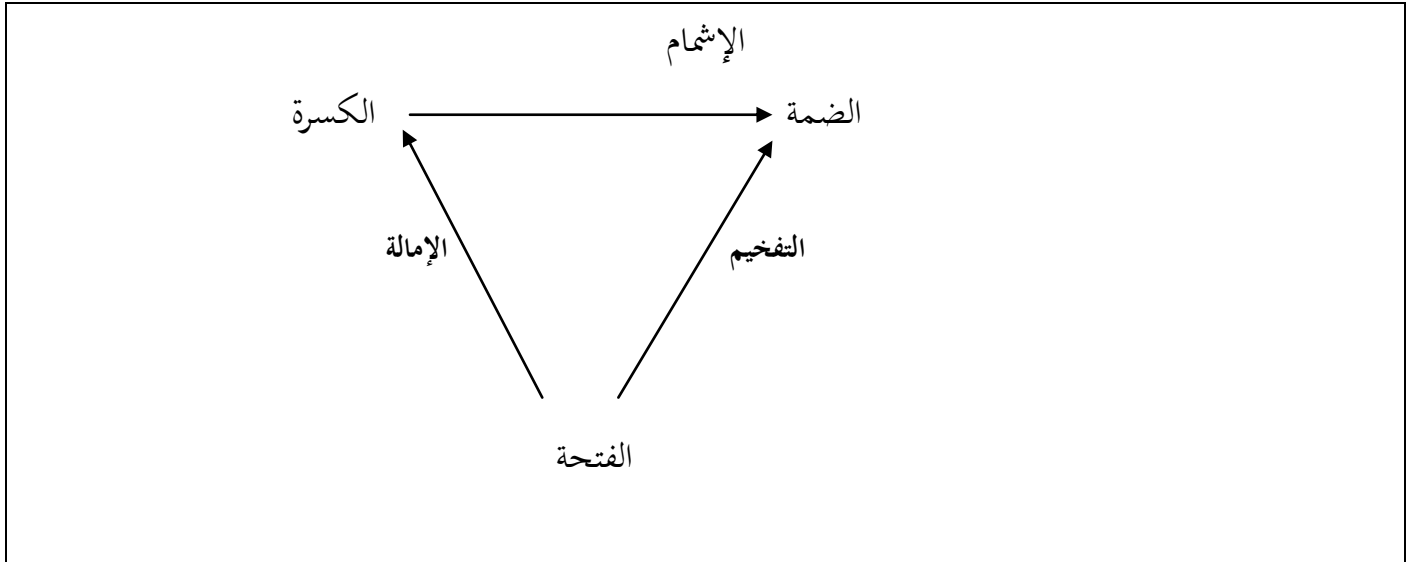 الإشمام
الضمة
الكسرة
التفخيم
الإمالة
الفتحة